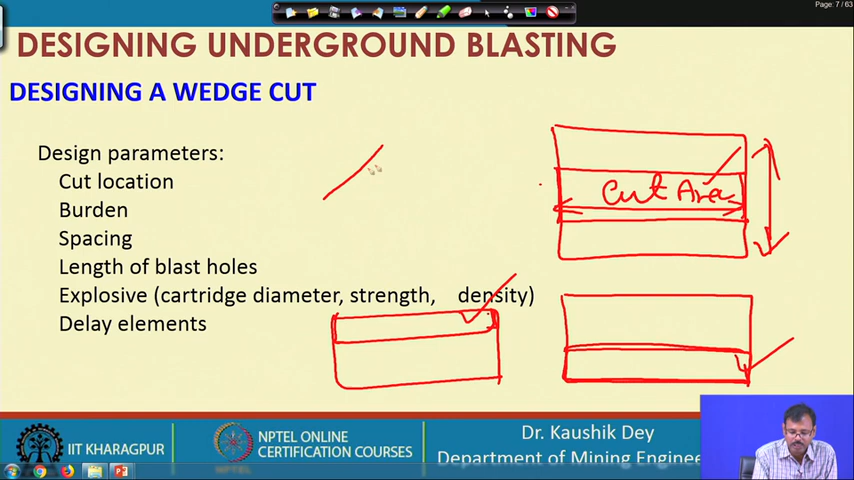 Page: 7 / 63
DESIGNING UNDERGROUND BLASTING
DESIGNING A WEDGE CUT
Design parameters:
Cut location
Burden
Spacing
Length of blast holes
Explosive (cartridge diameter, strength, density)
Delay elements
Cut Area
IIT KHARAGPUR
NPTEL ONLINE
CERTIFICATION COURSES
Dr. Kaushik Dey
Department of Mining Engineer